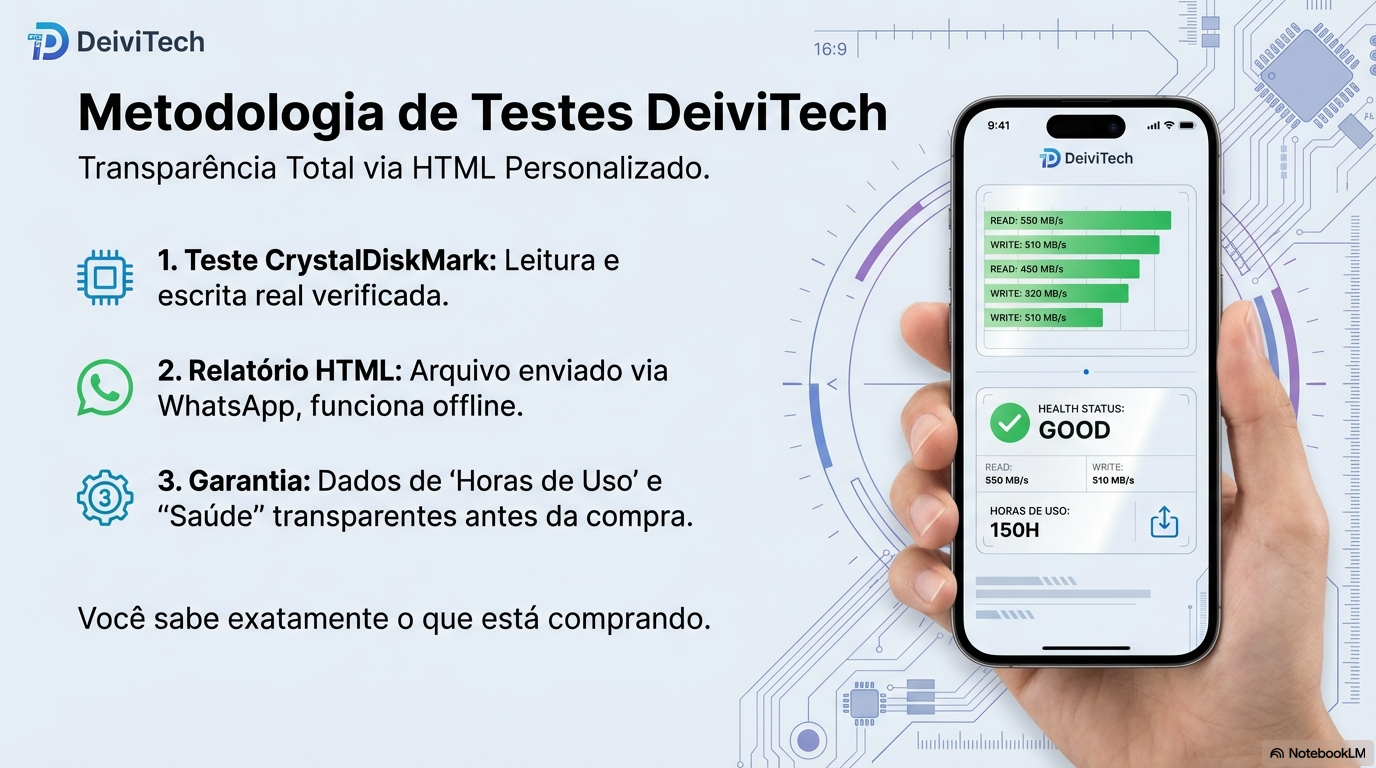 DeiviTech
Metodologia de Testes DeiviTech
Transparência Total via HTML Personalizado.
1. Teste CrystalDiskMark: Leitura e
escrita real verificada.
2. Relatório HTML: Arquivo enviado via
WhatsApp, funciona offline.
3
3. Garantia: Dados de ‘Horas de Uso’ e
“Saúde” transparentes antes da compra.
Você sabe exatamente o que está comprando.
16:9
9:41
DeiviTech
READ: 550 MB/s
WRITE: 510 MB/s
READ: 450 MB/s
WRITE: 320 MB/s
WRITE: 510 MB/s
HEALTH STATUS:
GOOD
READ:
550 MB/s
WRITE:
510 MB/s
HORAS DE USO:
150H
NotebookLM